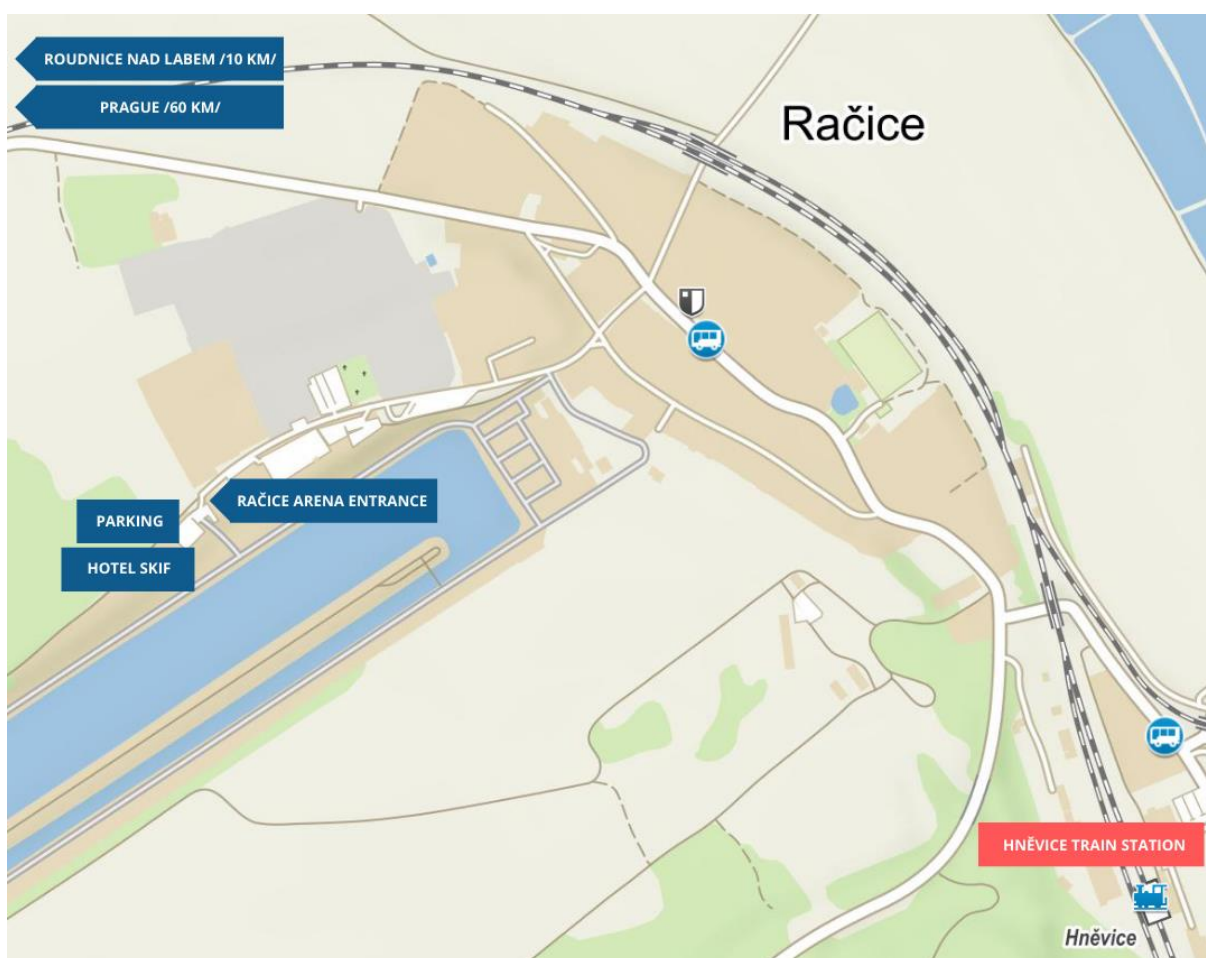 ROUDNICE NAD LABEM /10 KM/
PRAGUE /60 KM/
Račice
RAČICE ARENA ENTRANCE
PARKING
HOTEL SKIF
HNĚVICE TRAIN STATION
Hněvice